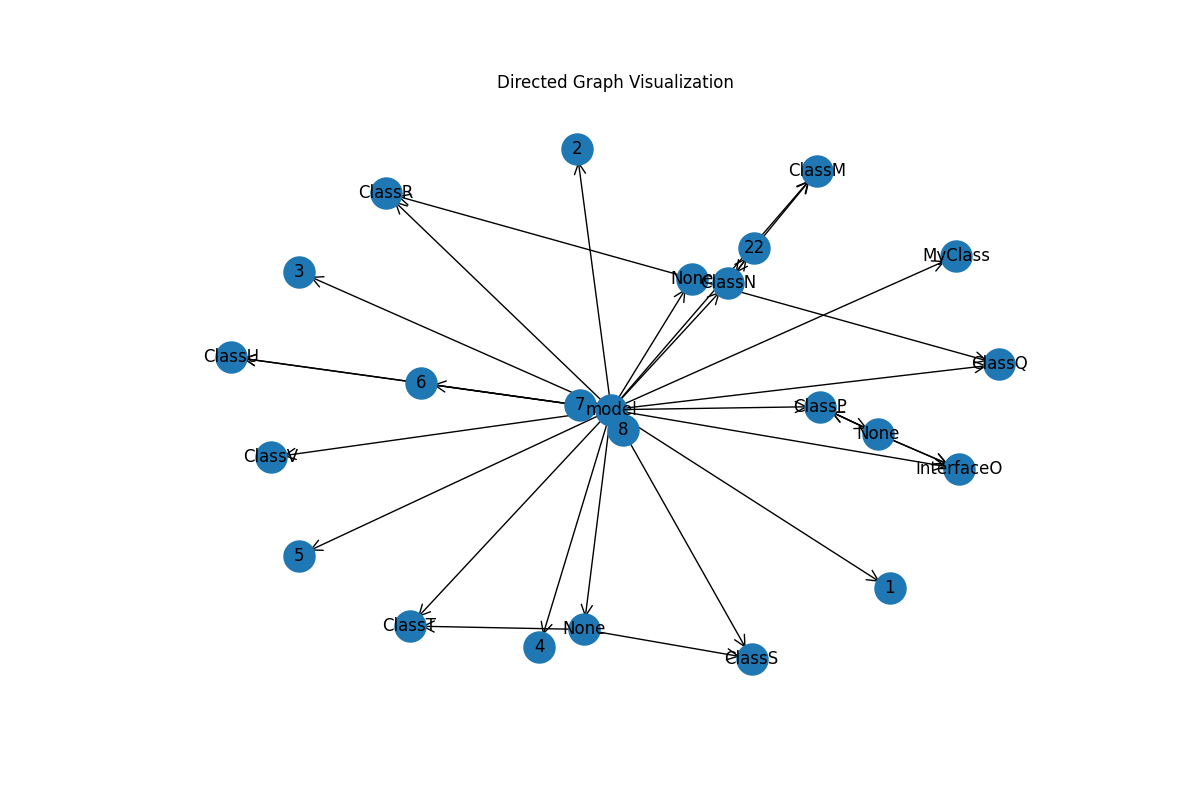 Directed Graph Visualization
2
ClassM
ClassR
22
MyClass
3
None
ClassN
ClassH
ClassQ
6
7
model
ClassP
8
None
ClassV
InterfaceO
5
1
ClassT
None
4
ClassS